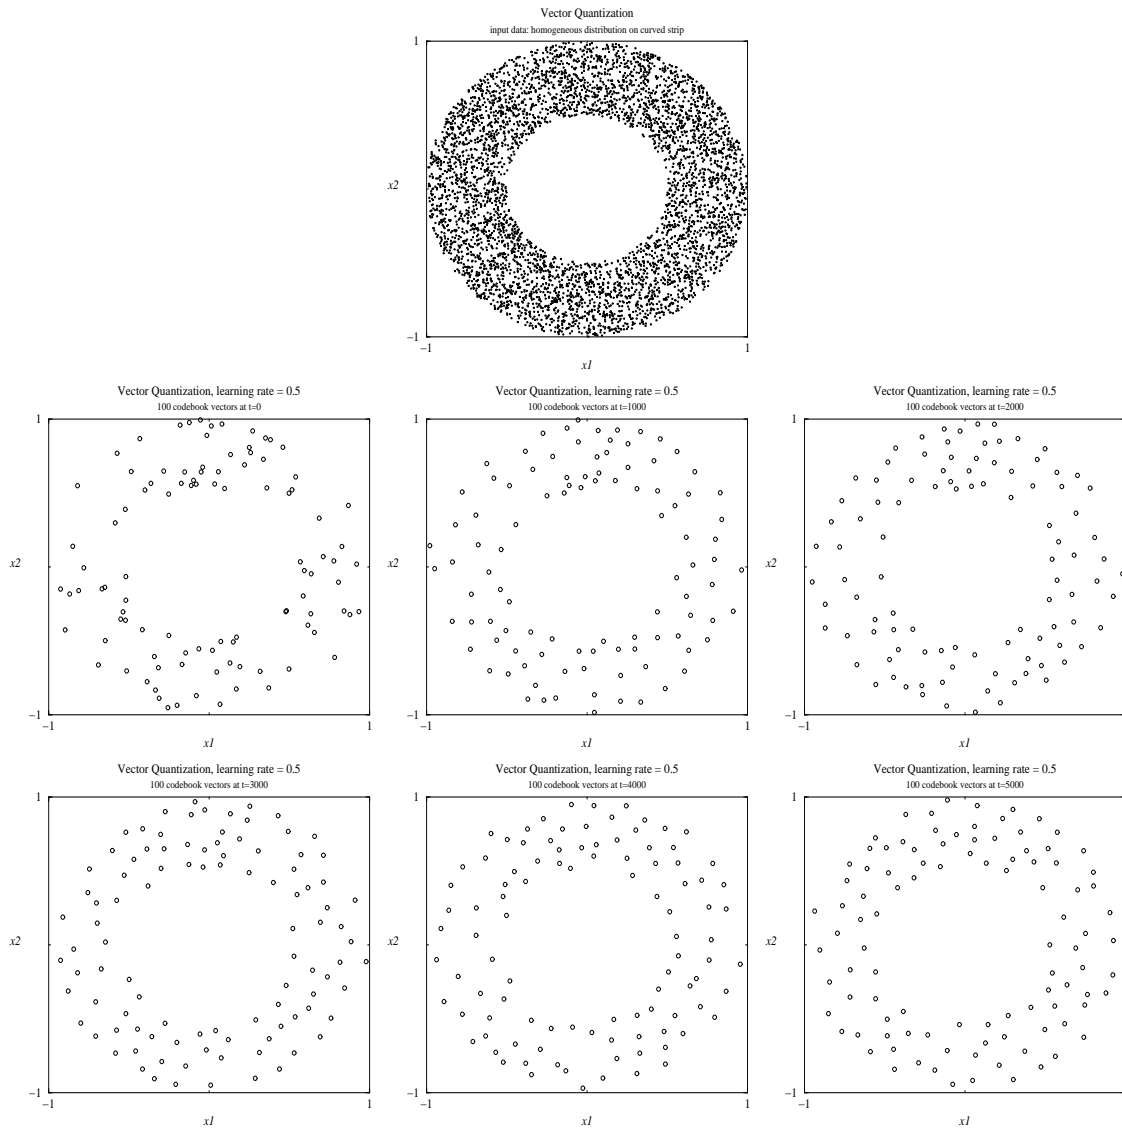 Vector Quantization
input data: homogeneous distribution on curved strip
1
x2
−1
−1 1
x1
Vector Quantization, learning rate = 0.5
100 codebook vectors at t=0
1
x2
−1
−1 1
x1
Vector Quantization, learning rate = 0.5
100 codebook vectors at t=1000
1
x2
−1
−1 1
x1
Vector Quantization, learning rate = 0.5
100 codebook vectors at t=2000
1
x2
−1
−1 1
x1
Vector Quantization, learning rate = 0.5
100 codebook vectors at t=3000
1
x2
−1
−1 1
x1
Vector Quantization, learning rate = 0.5
100 codebook vectors at t=4000
1
x2
−1
−1 1
x1
Vector Quantization, learning rate = 0.5
100 codebook vectors at t=5000
1
x2
−1
−1 1
x1